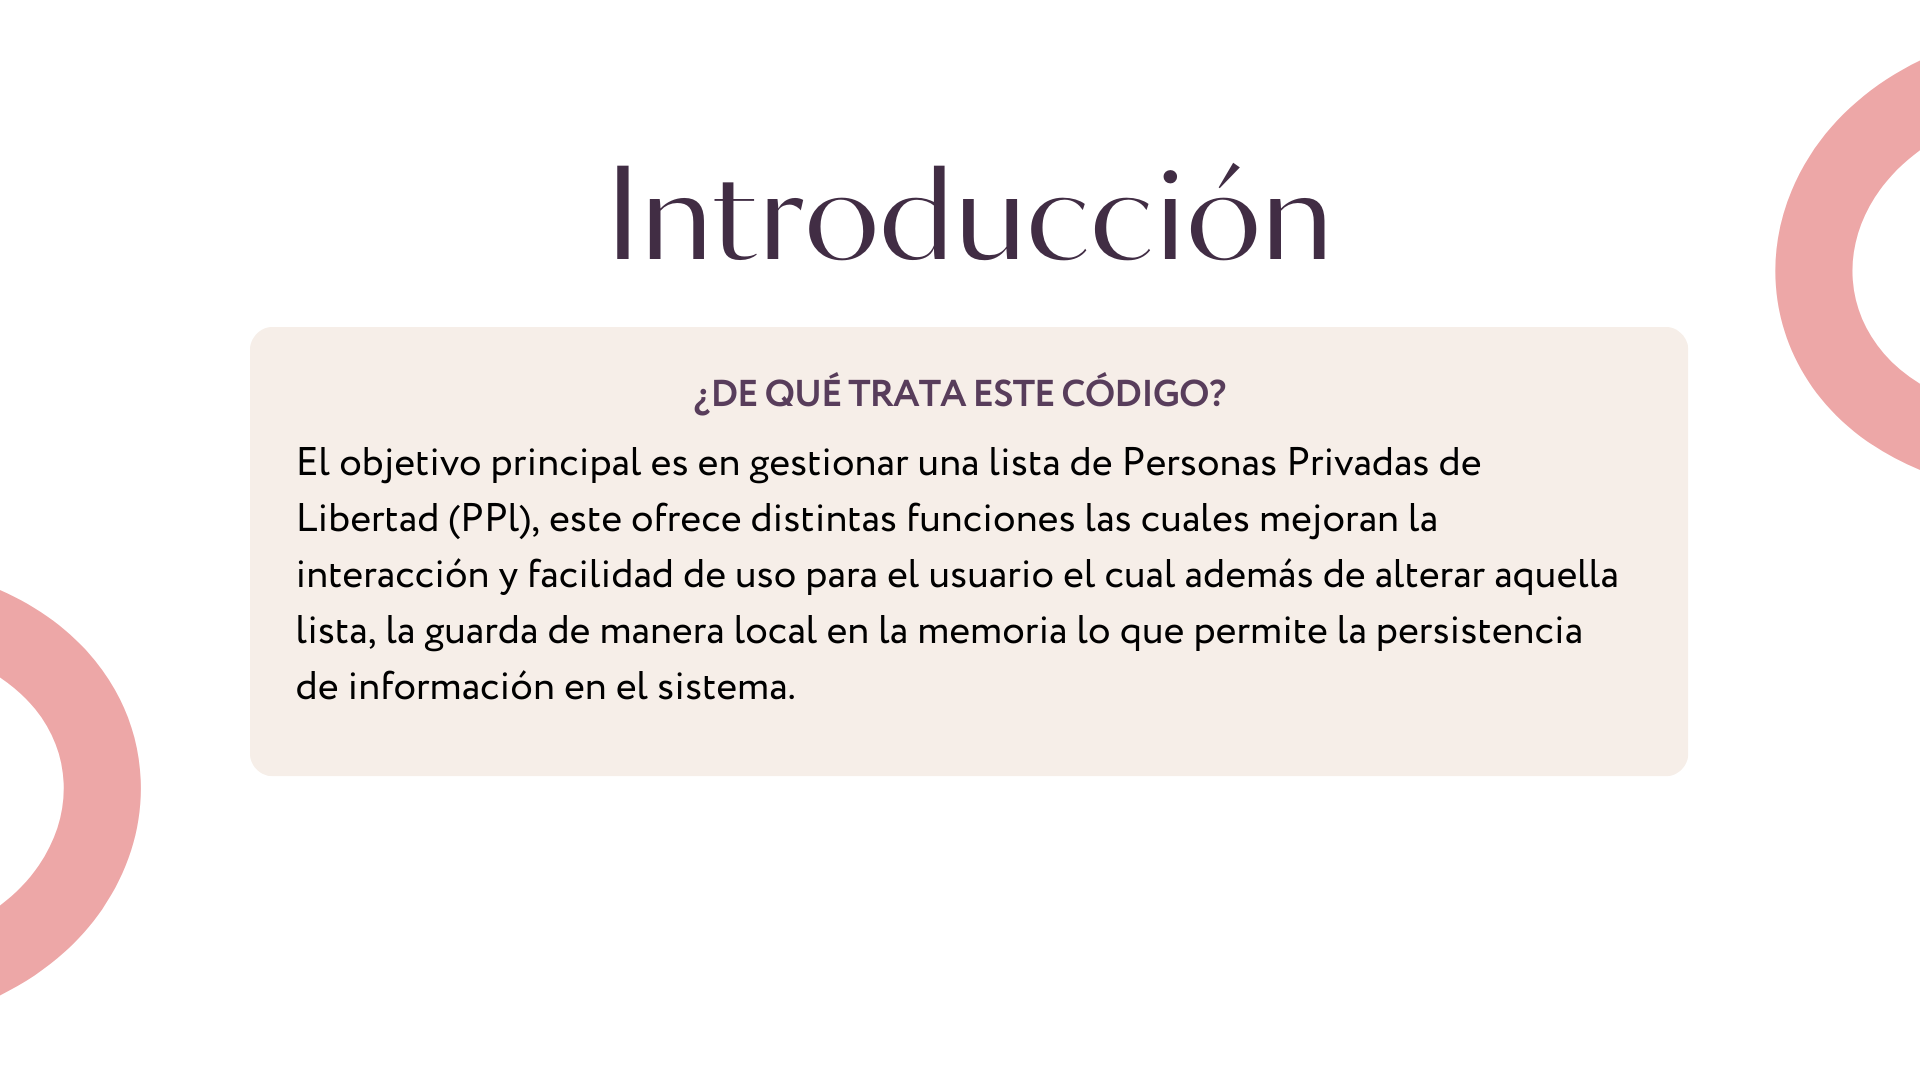 Introducción
¿DE QUÉ TRATA ESTE CÓDIGO?
El objetivo principal es en gestionar una lista de Personas Privadas de
Libertad (PPl), este ofrece distintas funciones las cuales mejoran la
interacción y facilidad de uso para el usuario el cual además de alterar aquella
lista, la guarda de manera local en la memoria lo que permite la persistencia
de información en el sistema.